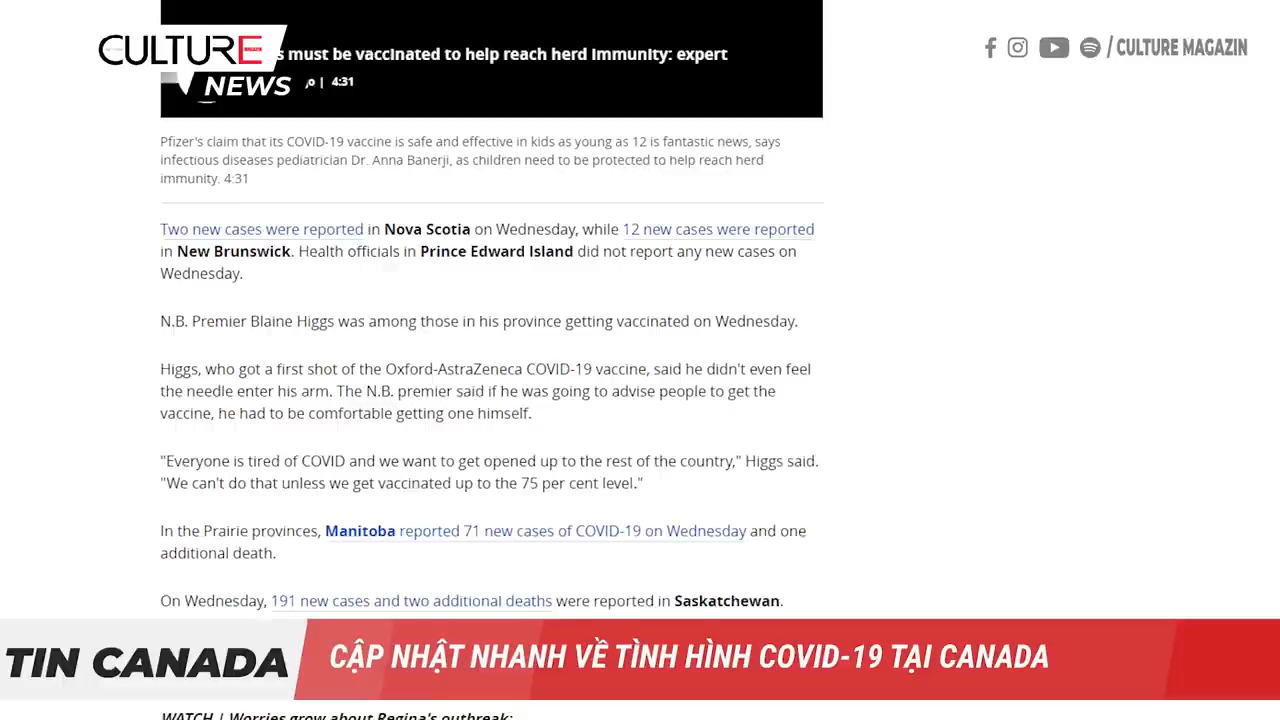 CULTURE
NEWS
s must be vaccinated to help reach herd immunity: expert
4:31
/ CULTURE MAGAZIN
Pfizer's claim that its COVID-19 vaccine is safe and effective in kids as young as 12 is fantastic news, says
infectious diseases pediatrician Dr. Anna Banerji, as children need to be protected to help reach herd
immunity. 4:31
Two new cases were reported in Nova Scotia on Wednesday, while 12 new cases were reported
in New Brunswick. Health officials in Prince Edward Island did not report any new cases on
Wednesday.
N.B. Premier Blaine Higgs was among those in his province getting vaccinated on Wednesday.
Higgs, who got a first shot of the Oxford-AstraZeneca COVID-19 vaccine, said he didn't even feel
the needle enter his arm. The N.B. premier said if he was going to advise people to get the
vaccine, he had to be comfortable getting one himself.
"Everyone is tired of COVID and we want to get opened up to the rest of the country," Higgs said.
"We can't do that unless we get vaccinated up to the 75 per cent level."
In the Prairie provinces, Manitoba reported 71 new cases of COVID-19 on Wednesday and one
additional death.
On Wednesday, 191 new cases and two additional deaths were reported in Saskatchewan.
TIN CANADA
CẬP NHẬT NHANH VỀ TÌNH HÌNH COVID-19 TẠI CANADA
WATCH | Worries grow about Regina's outbreak: